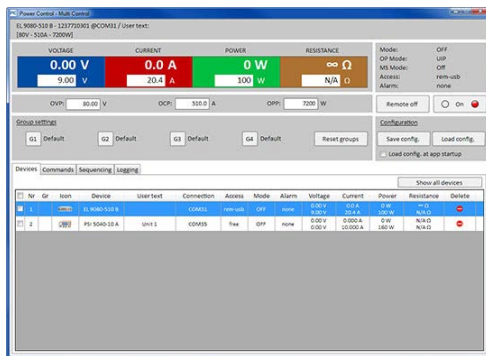 Power Control - Multi Control
EL 9080-510 B - 1237710301 @COM31 / User text:
[80V - 510A - 7200W]
VOLTAGE CURRENT POWER RESISTANCE
0.00 V 0.0 A 0 W ∞ Ω
9.00 V 20.4 A 100 W N/A Ω
Mode: OFF
OP Mode: UIP
MS Mode: Off
Access: rem-usb
Alarm: none
OVP: 80.00 V OCP: 510.0 A OPP: 7200 W
Remote off On
Group settings
G1 Default G2 Default G3 Default G4 Default Reset groups
Configuration
Save config. Load config.
Load config. at app startup
Devices Commands Sequencing Logging
Show all devices
Nr Gr Icon Device User text Connection Access Mode Alarm Voltage Current Power Resistance Delete
1 EL 9080-510 B COM31 rem-usb OFF none 0.00 V 0.0 A 0 W ∞ Ω
9.00 V 20.4 A 100 W N/A Ω
2 PSI 5040-10 A Unit 1 COM35 free OFF none 0.00 V 0.000 A 0 W N/A Ω
0.00 V 10.000 A 160 W N/A Ω